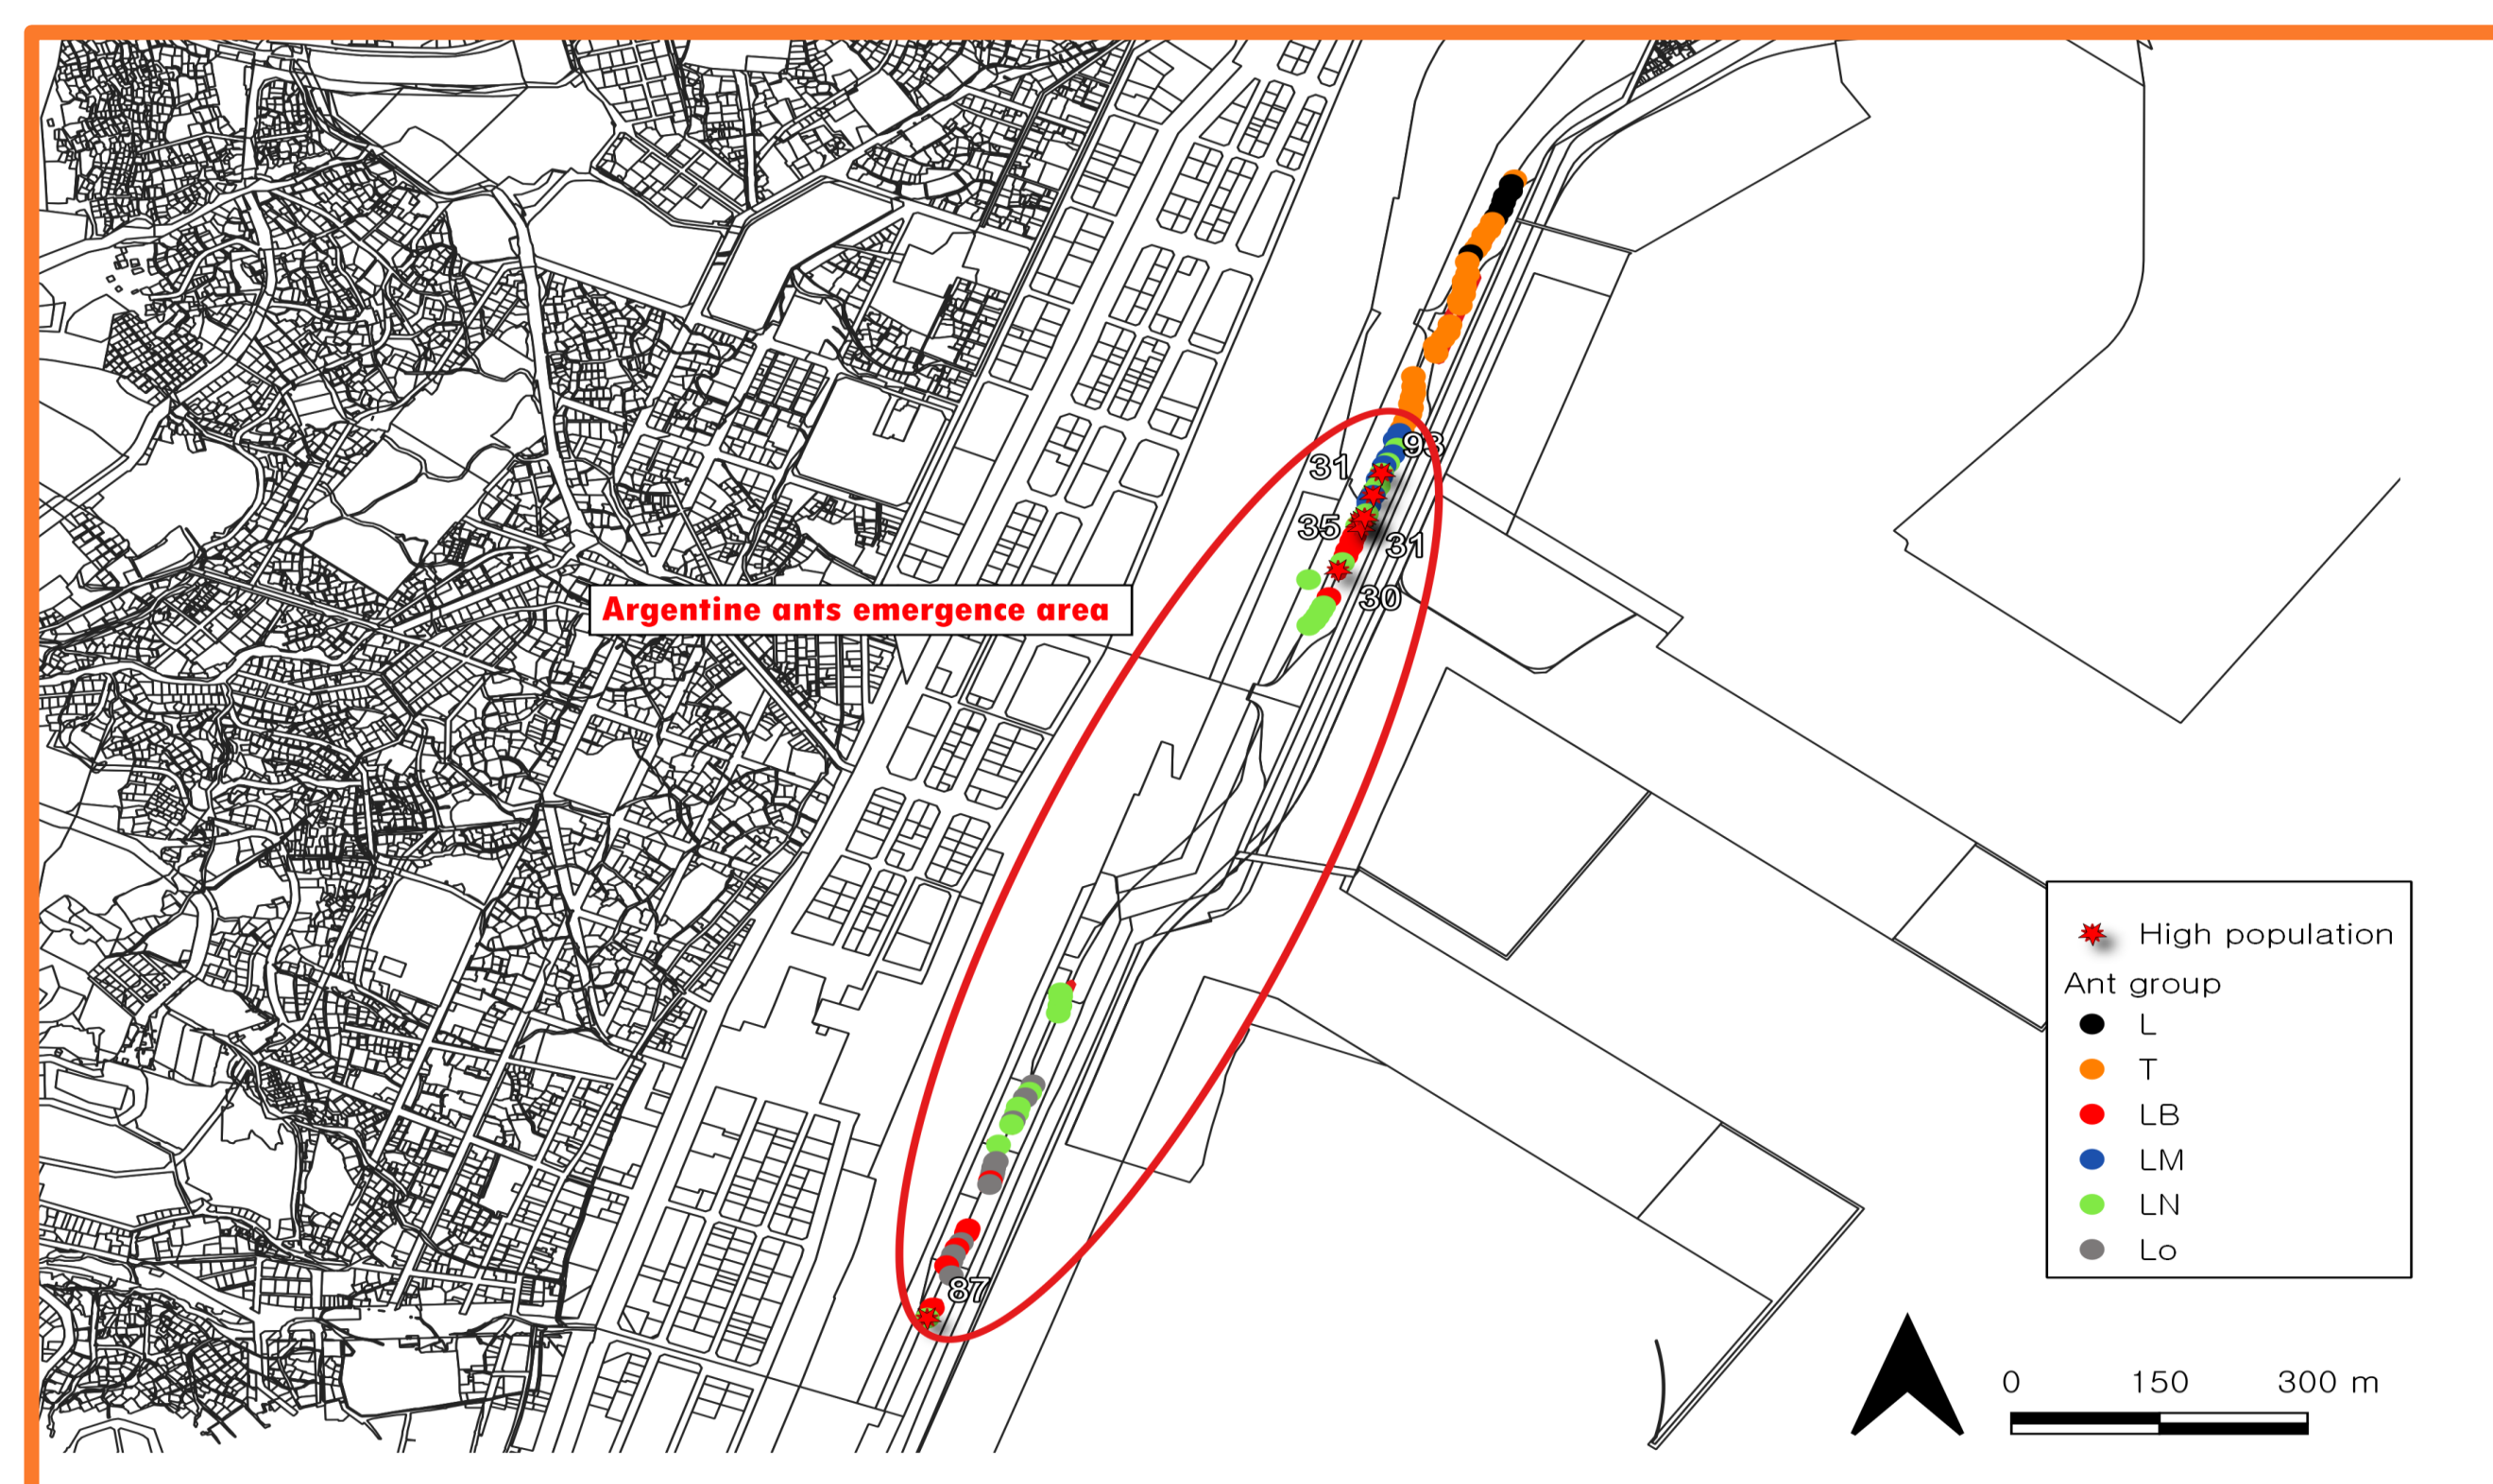 93
31
35
31
30
Argentine ants emergence area
87
High population
Ant group
L
T
LB
LM
LN
Lo
0 150 300 m